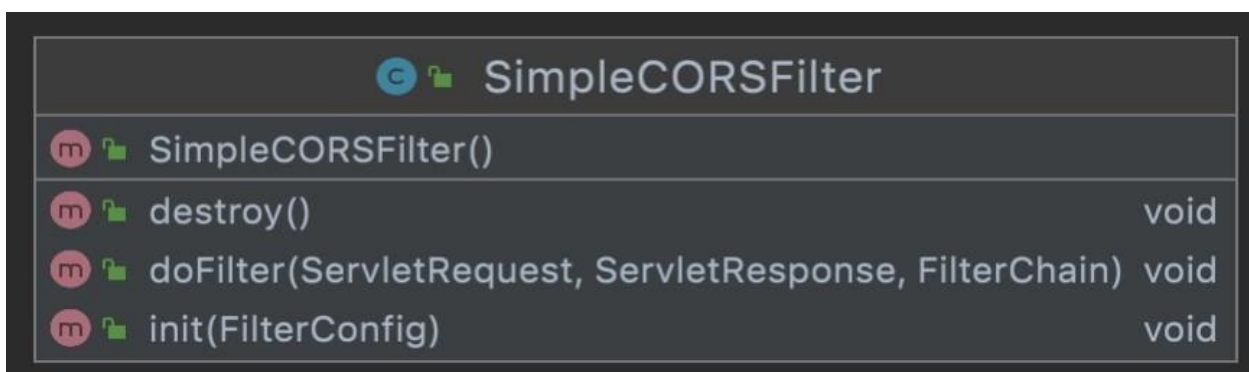 C SimpleCORSFilter
m SimpleCORSFilter()
m destroy() void
m doFilter(ServletRequest, ServletResponse, FilterChain) void
m init(FilterConfig) void